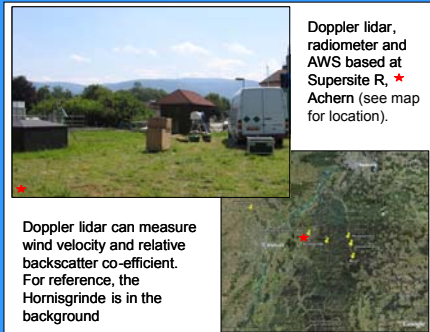 Doppler lidar,
radiometer and
AWS based at
Supersite R,
Achern (see map
for location).
Doppler lidar can measure
wind velocity and relative
backscatter co-efficient.
For reference, the
Hornisgrinde is in the
background
Google